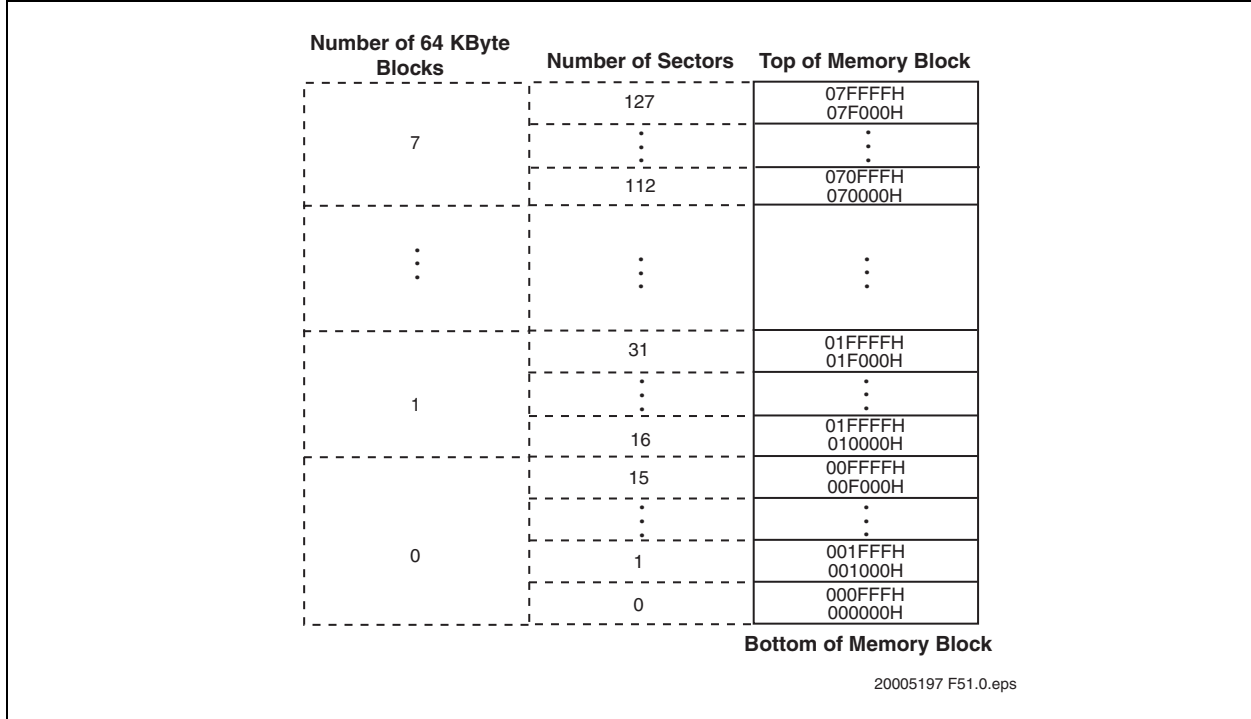 Number of 64 KByte
Blocks
Number of Sectors
Top of Memory Block
7
127
07FFFFH
07F000H
112
070FFFH
070000H
1
31
01FFFFH
01F000H
16
01FFFFH
010000H
0
15
00FFFFH
00F000H
1
001FFFH
001000H
0
000FFFH
000000H
Bottom of Memory Block
20005197 F51.0.eps